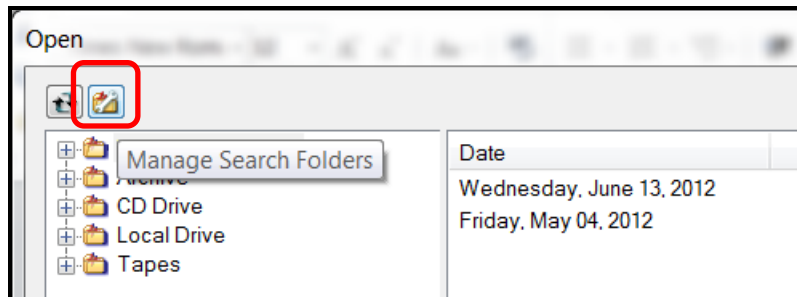 Open
Manage Search Folders
Archive
CD Drive
Local Drive
Tapes
Date
Wednesday, June 13, 2012
Friday, May 04, 2012